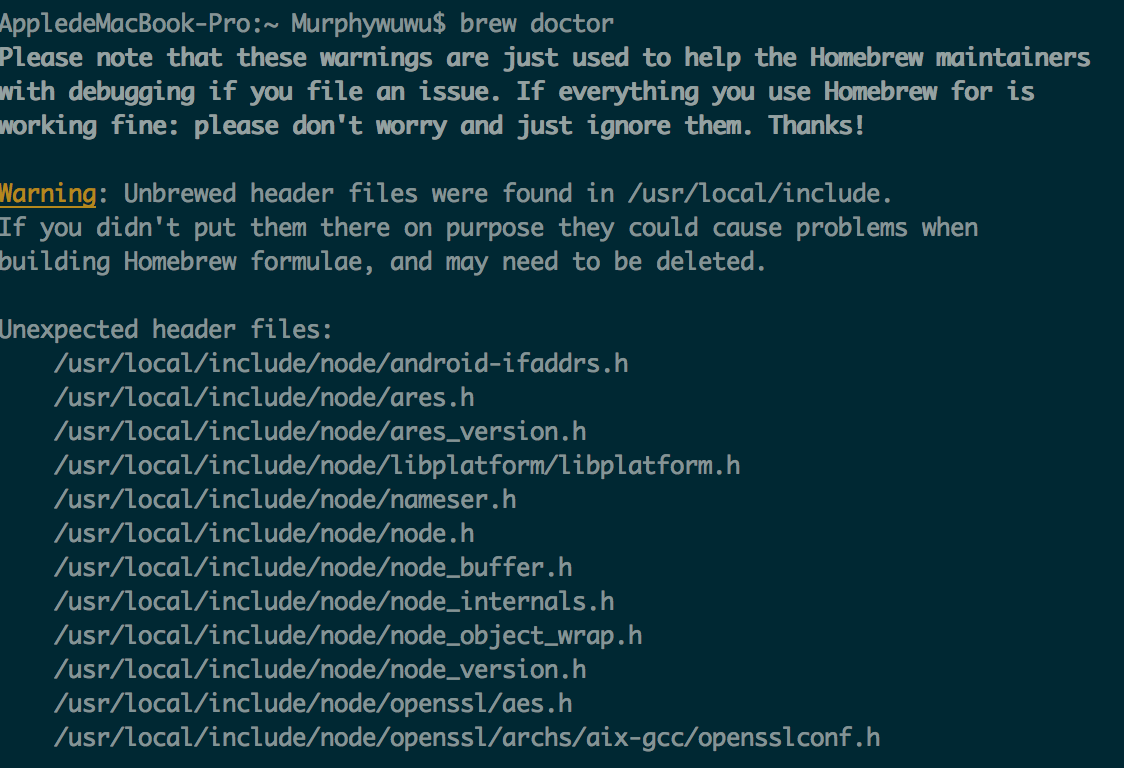 AppledeMacBook-Pro:~ Murphywuwu$ brew doctor
Please note that these warnings are just used to help the Homebrew maintainers
with debugging if you file an issue. If everything you use Homebrew for is
working fine: please don't worry and just ignore them. Thanks!
Warning: Unbrewed header files were found in /usr/local/include.
If you didn't put them there on purpose they could cause problems when
building Homebrew formulae, and may need to be deleted.
Unexpected header files:
/usr/local/include/node/android-ifaddrs.h
/usr/local/include/node/ares.h
/usr/local/include/node/ares_version.h
/usr/local/include/node/libplatform/libplatform.h
/usr/local/include/node/nameser.h
/usr/local/include/node/node.h
/usr/local/include/node/node_buffer.h
/usr/local/include/node/node_internals.h
/usr/local/include/node/node_object_wrap.h
/usr/local/include/node/node_version.h
/usr/local/include/node/openssl/aes.h
/usr/local/include/node/openssl/archs/aix-gcc/opensslconf.h